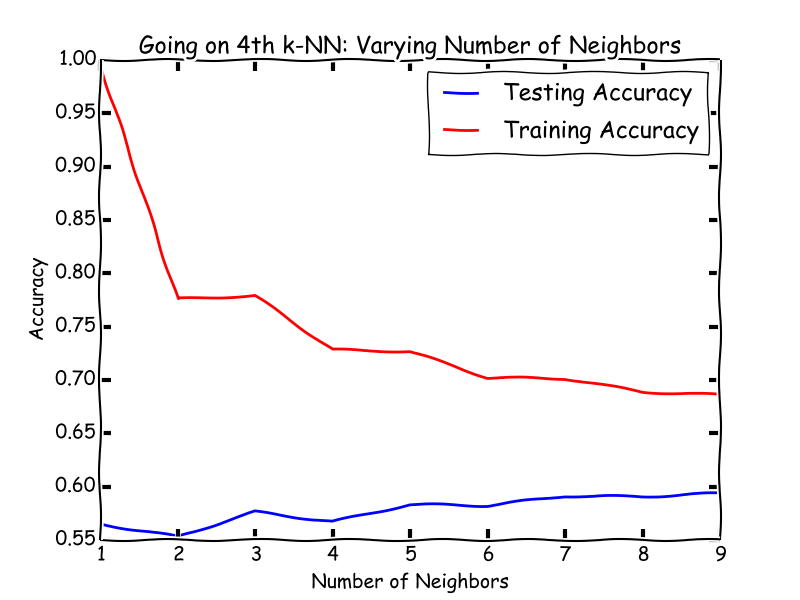 Going on 4th k-NN: Varying Number of Neighbors
1.00
0.95
0.90
0.85
0.80
0.75
0.70
0.65
0.60
0.55
Accuracy
Testing Accuracy
Training Accuracy
1 2 3 4 5 6 7 8 9
Number of Neighbors